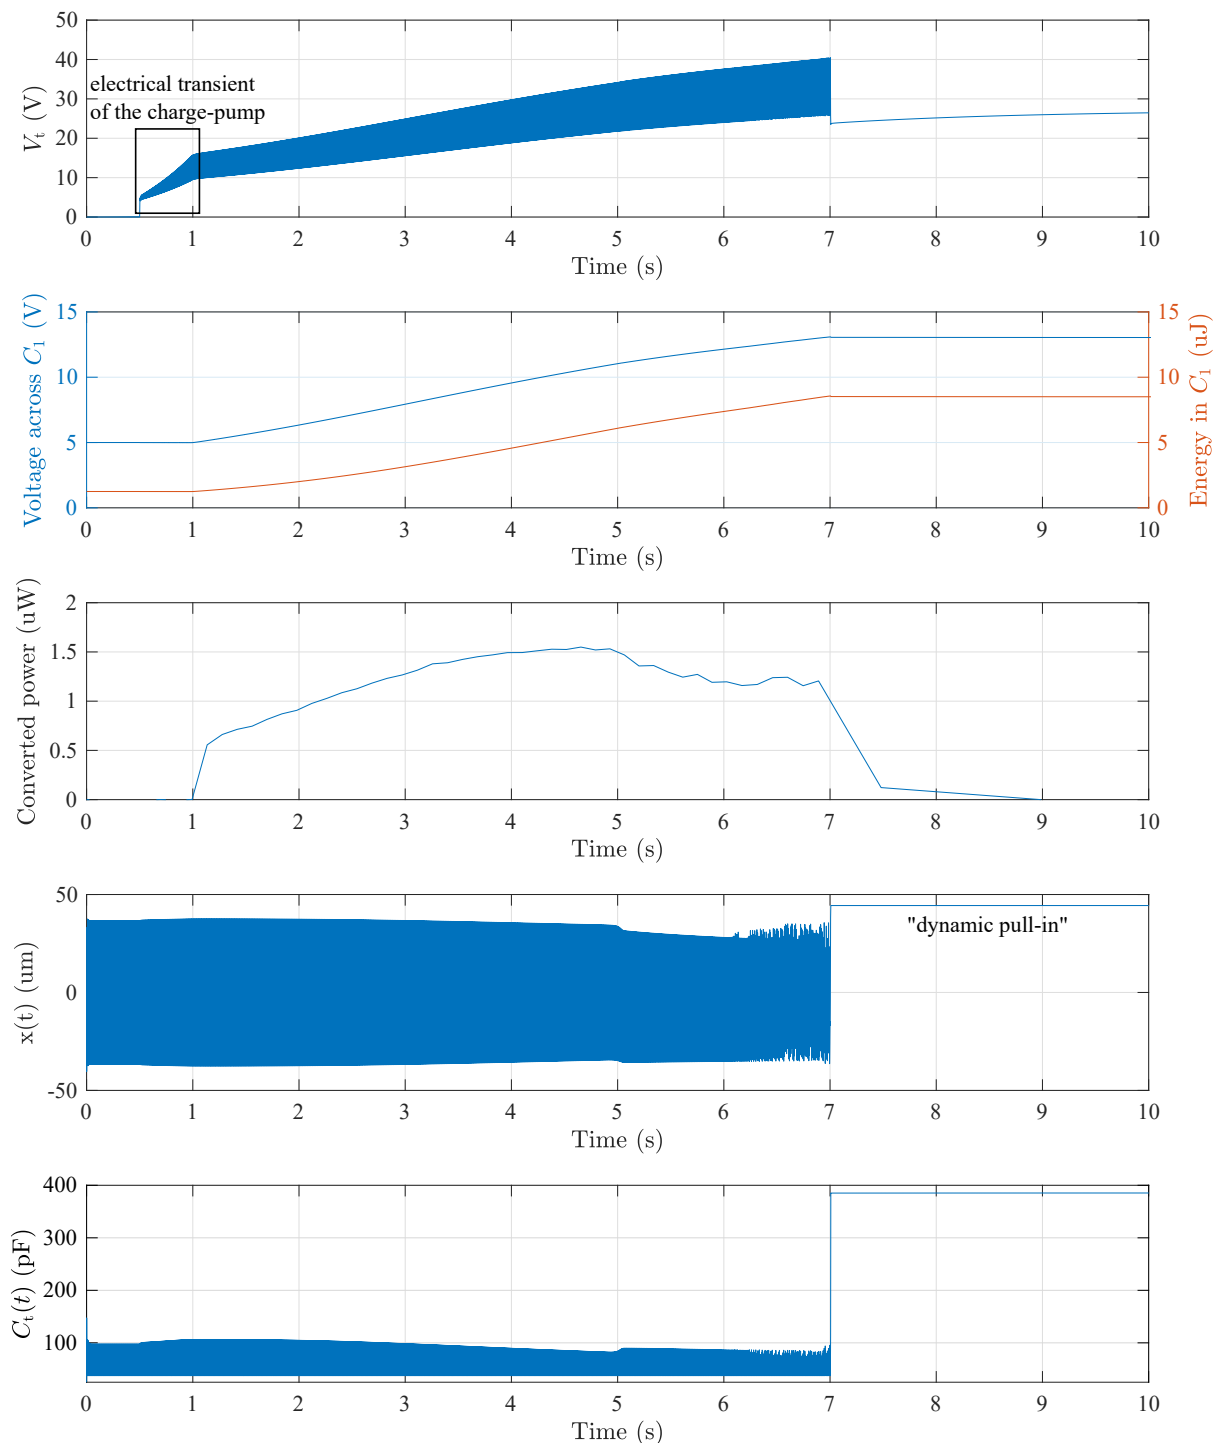 50
40
30
20
10
0
V_t (V)
electrical transient
of the charge-pump
0 1 2 3 4 5 6 7 8 9 10
Time (s)
15
10
5
0
Voltage across C_1 (V)
15
10
5
0
Energy in C_1 (uJ)
0 1 2 3 4 5 6 7 8 9 10
Time (s)
2
1.5
1
0.5
0
Converted power (uW)
0 1 2 3 4 5 6 7 8 9 10
Time (s)
50
0
-50
x(t) (um)
"dynamic pull-in"
0 1 2 3 4 5 6 7 8 9 10
Time (s)
400
300
200
100
C_t(t) (pF)
0 1 2 3 4 5 6 7 8 9 10
Time (s)